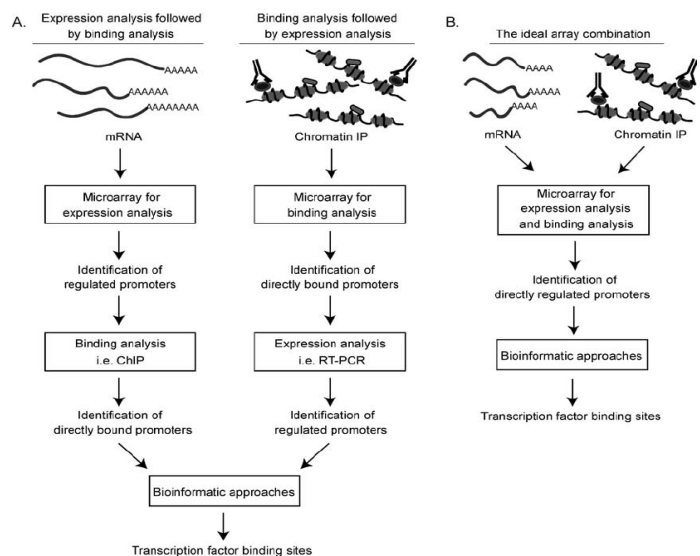 A.
Expression analysis followed
by binding analysis
AAAAA
AAAAAAA
AAAAAAAA
mRNA
Microarray for
expression analysis
Identification of
regulated promoters
Binding analysis
i.e. ChIP
Identification of
directly bound promoters
Binding analysis followed
by expression analysis
Chromatin IP
Microarray for
binding analysis
Identification of
directly bound promoters
Expression analysis
i.e. RT-PCR
Identification of
regulated promoters
Bioinformatic approaches
Transcription factor binding sites
B.
The ideal array combination
AAAA
AAAAA
AAAA
mRNA
Chromatin IP
Microarray for
expression analysis
and binding analysis
Identification of
directly regulated promoters
Bioinformatic approaches
Transcription factor binding sites